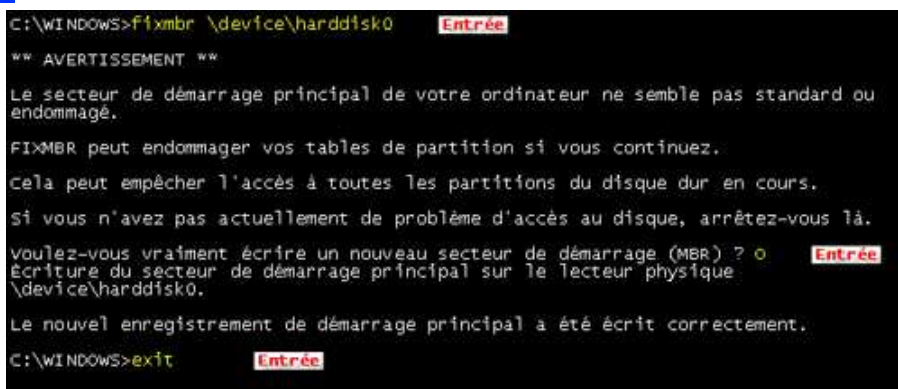 C:\WINDOWS>fixmbr \device\harddisk0 Entrée
** AVERTISSEMENT **
Le secteur de démarrage principal de votre ordinateur ne semble pas standard ou
endommagé.
FIXMBR peut endommager vos tables de partition si vous continuez.
Cela peut empêcher l'accès à toutes les partitions du disque dur en cours.
Si vous n'avez pas actuellement de problème d'accès au disque, arrêtez-vous là.
Voulez-vous vraiment écrire un nouveau secteur de démarrage (MBR) ? O Entrée
Écriture du secteur de démarrage principal sur le lecteur physique
\device\harddisk0.
Le nouvel enregistrement de démarrage principal a été écrit correctement.
C:\WINDOWS>exit Entrée